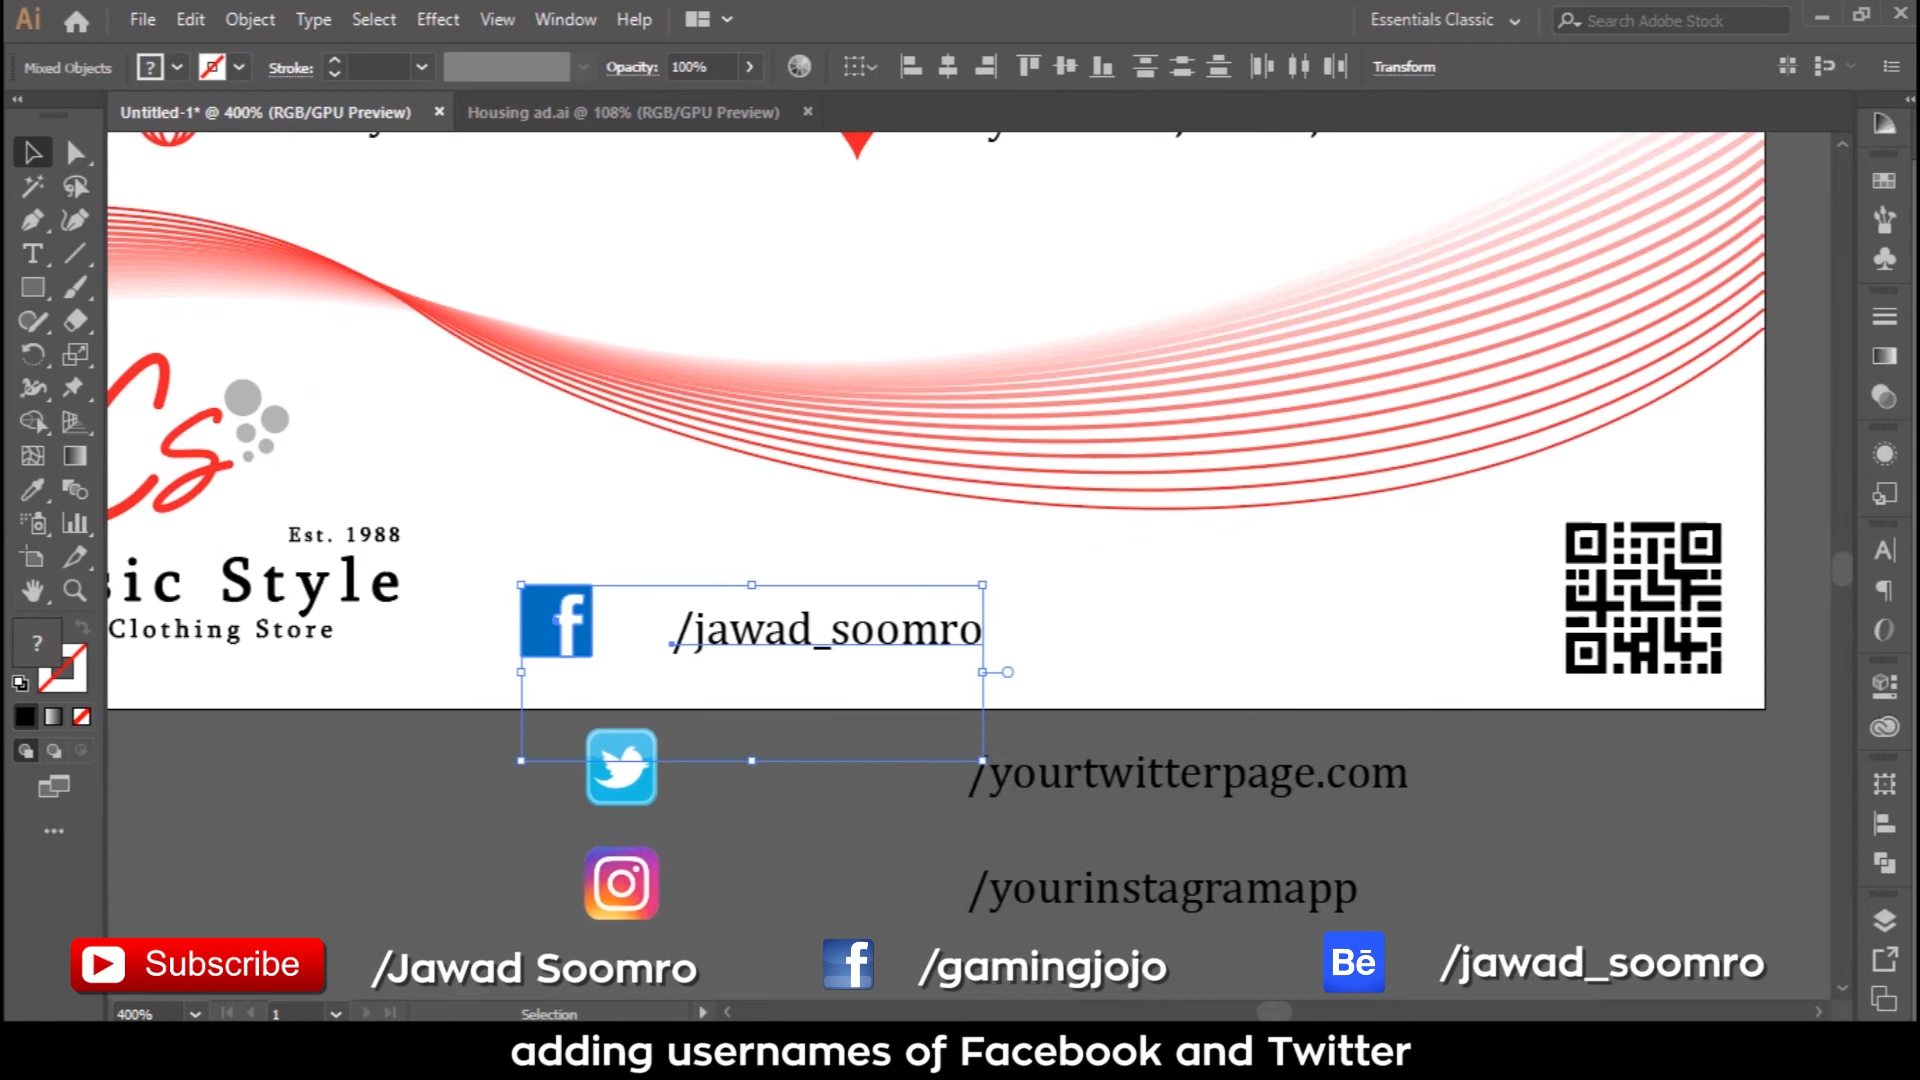 Ai File Edit Object Type Select Effect View Window Help Essentials Classic Search Adobe Stock
Mixed Objects ? Stroke: Opacity: 100% Transform
Untitled-1* @ 400% (RGB/GPU Preview) × Housing ad.ai @ 108% (RGB/GPU Preview) ×
Cs
Est. 1988
sic Style
Clothing Store
f /jawad_soomro
?
/yourtwitterpage.com
/yourinstagramapp
Subscribe /Jawad Soomro f /gamingjojo Bē /jawad_soomro
400% 1 Selection
adding usernames of Facebook and Twitter